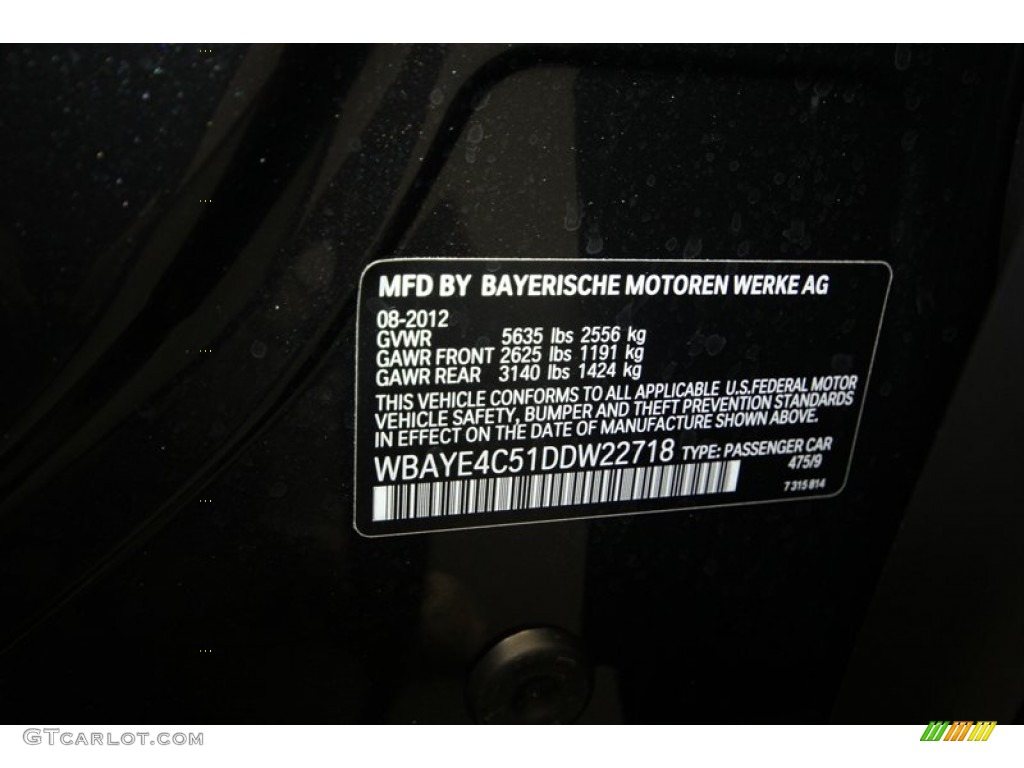 MFD BY BAYERISCHE MOTOREN WERKE AG
08-2012
GVWR 5635 lbs 2556 kg
GAWR FRONT 2625 lbs 1191 kg
GAWR REAR 3140 lbs 1424 kg
THIS VEHICLE CONFORMS TO ALL APPLICABLE U.S.FEDERAL MOTOR
VEHICLE SAFETY, BUMPER AND THEFT PREVENTION STANDARDS
IN EFFECT ON THE DATE OF MANUFACTURE SHOWN ABOVE.
WBAYE4C51DDW22718 TYPE: PASSENGER CAR
475/9
7 315 814
GTCARLOT.COM